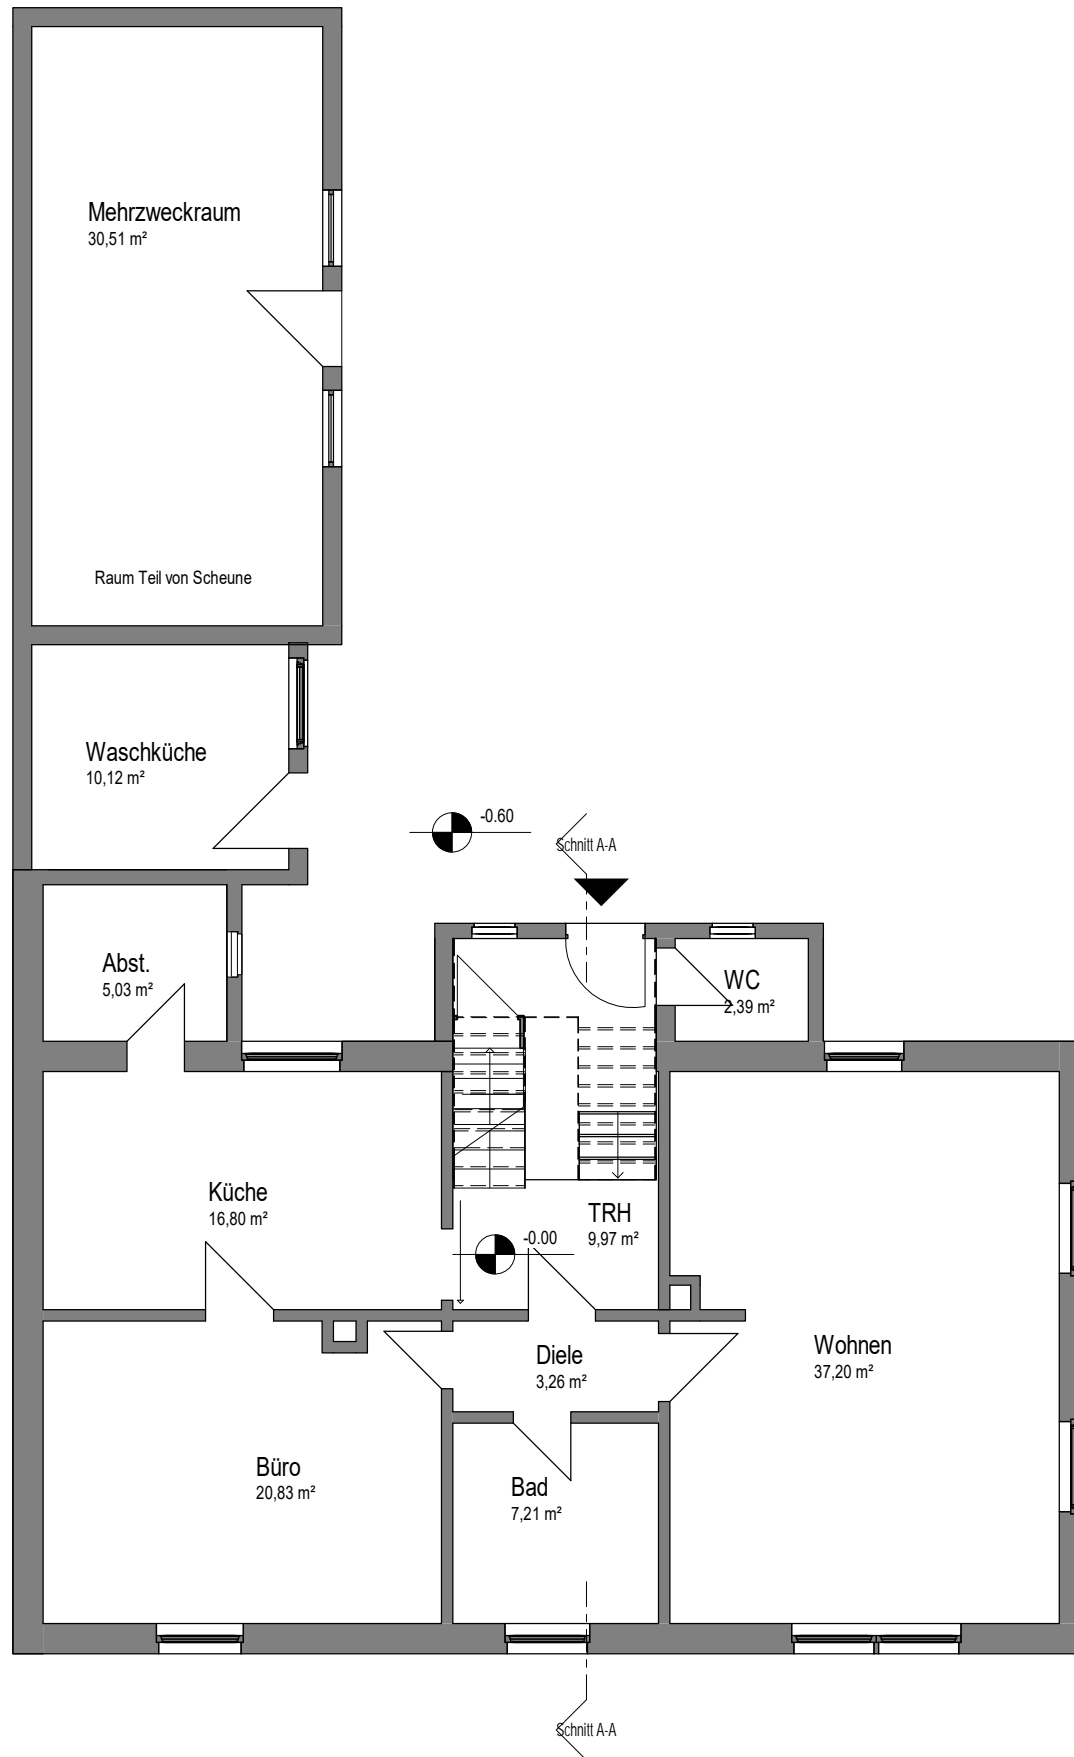 Mehrzweckraum
30,51 m²
Raum Teil von Scheune
Waschküche
10,12 m²
-0.60
Schnitt A-A
Abst.
5,03 m²
WC
2,39 m²
Küche
16,80 m²
TRH
9,97 m²
-0.00
Wohnen
37,20 m²
Diele
3,26 m²
Büro
20,83 m²
Bad
7,21 m²
Schnitt A-A